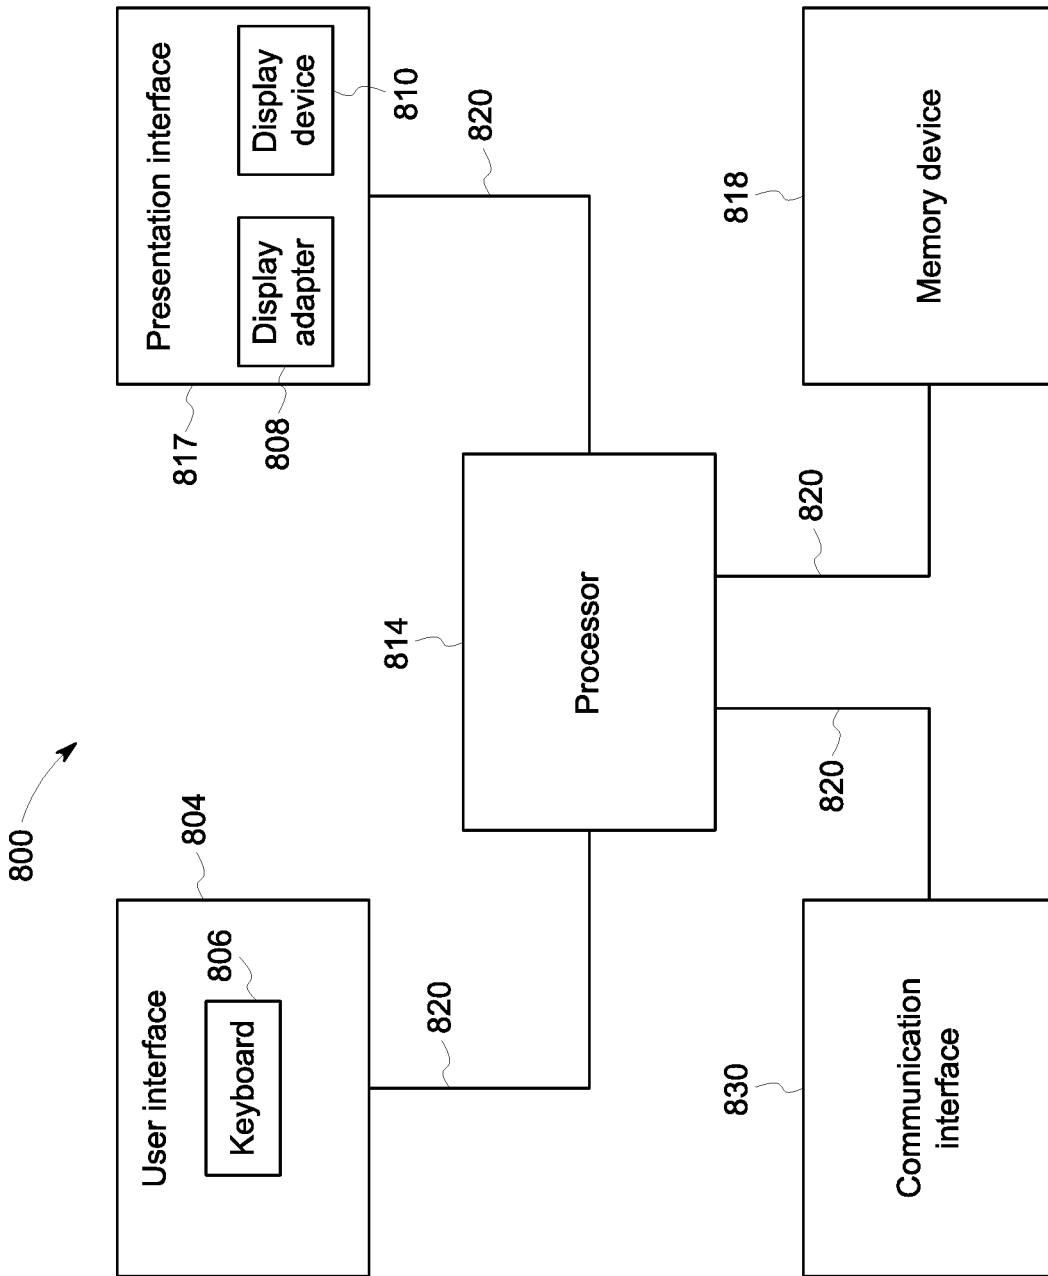 800
User interface
804
Keyboard
806
820
Presentation interface
817
Display
adapter
808
Display
device
810
820
Processor
814
820
820
Communication
interface
830
Memory device
818